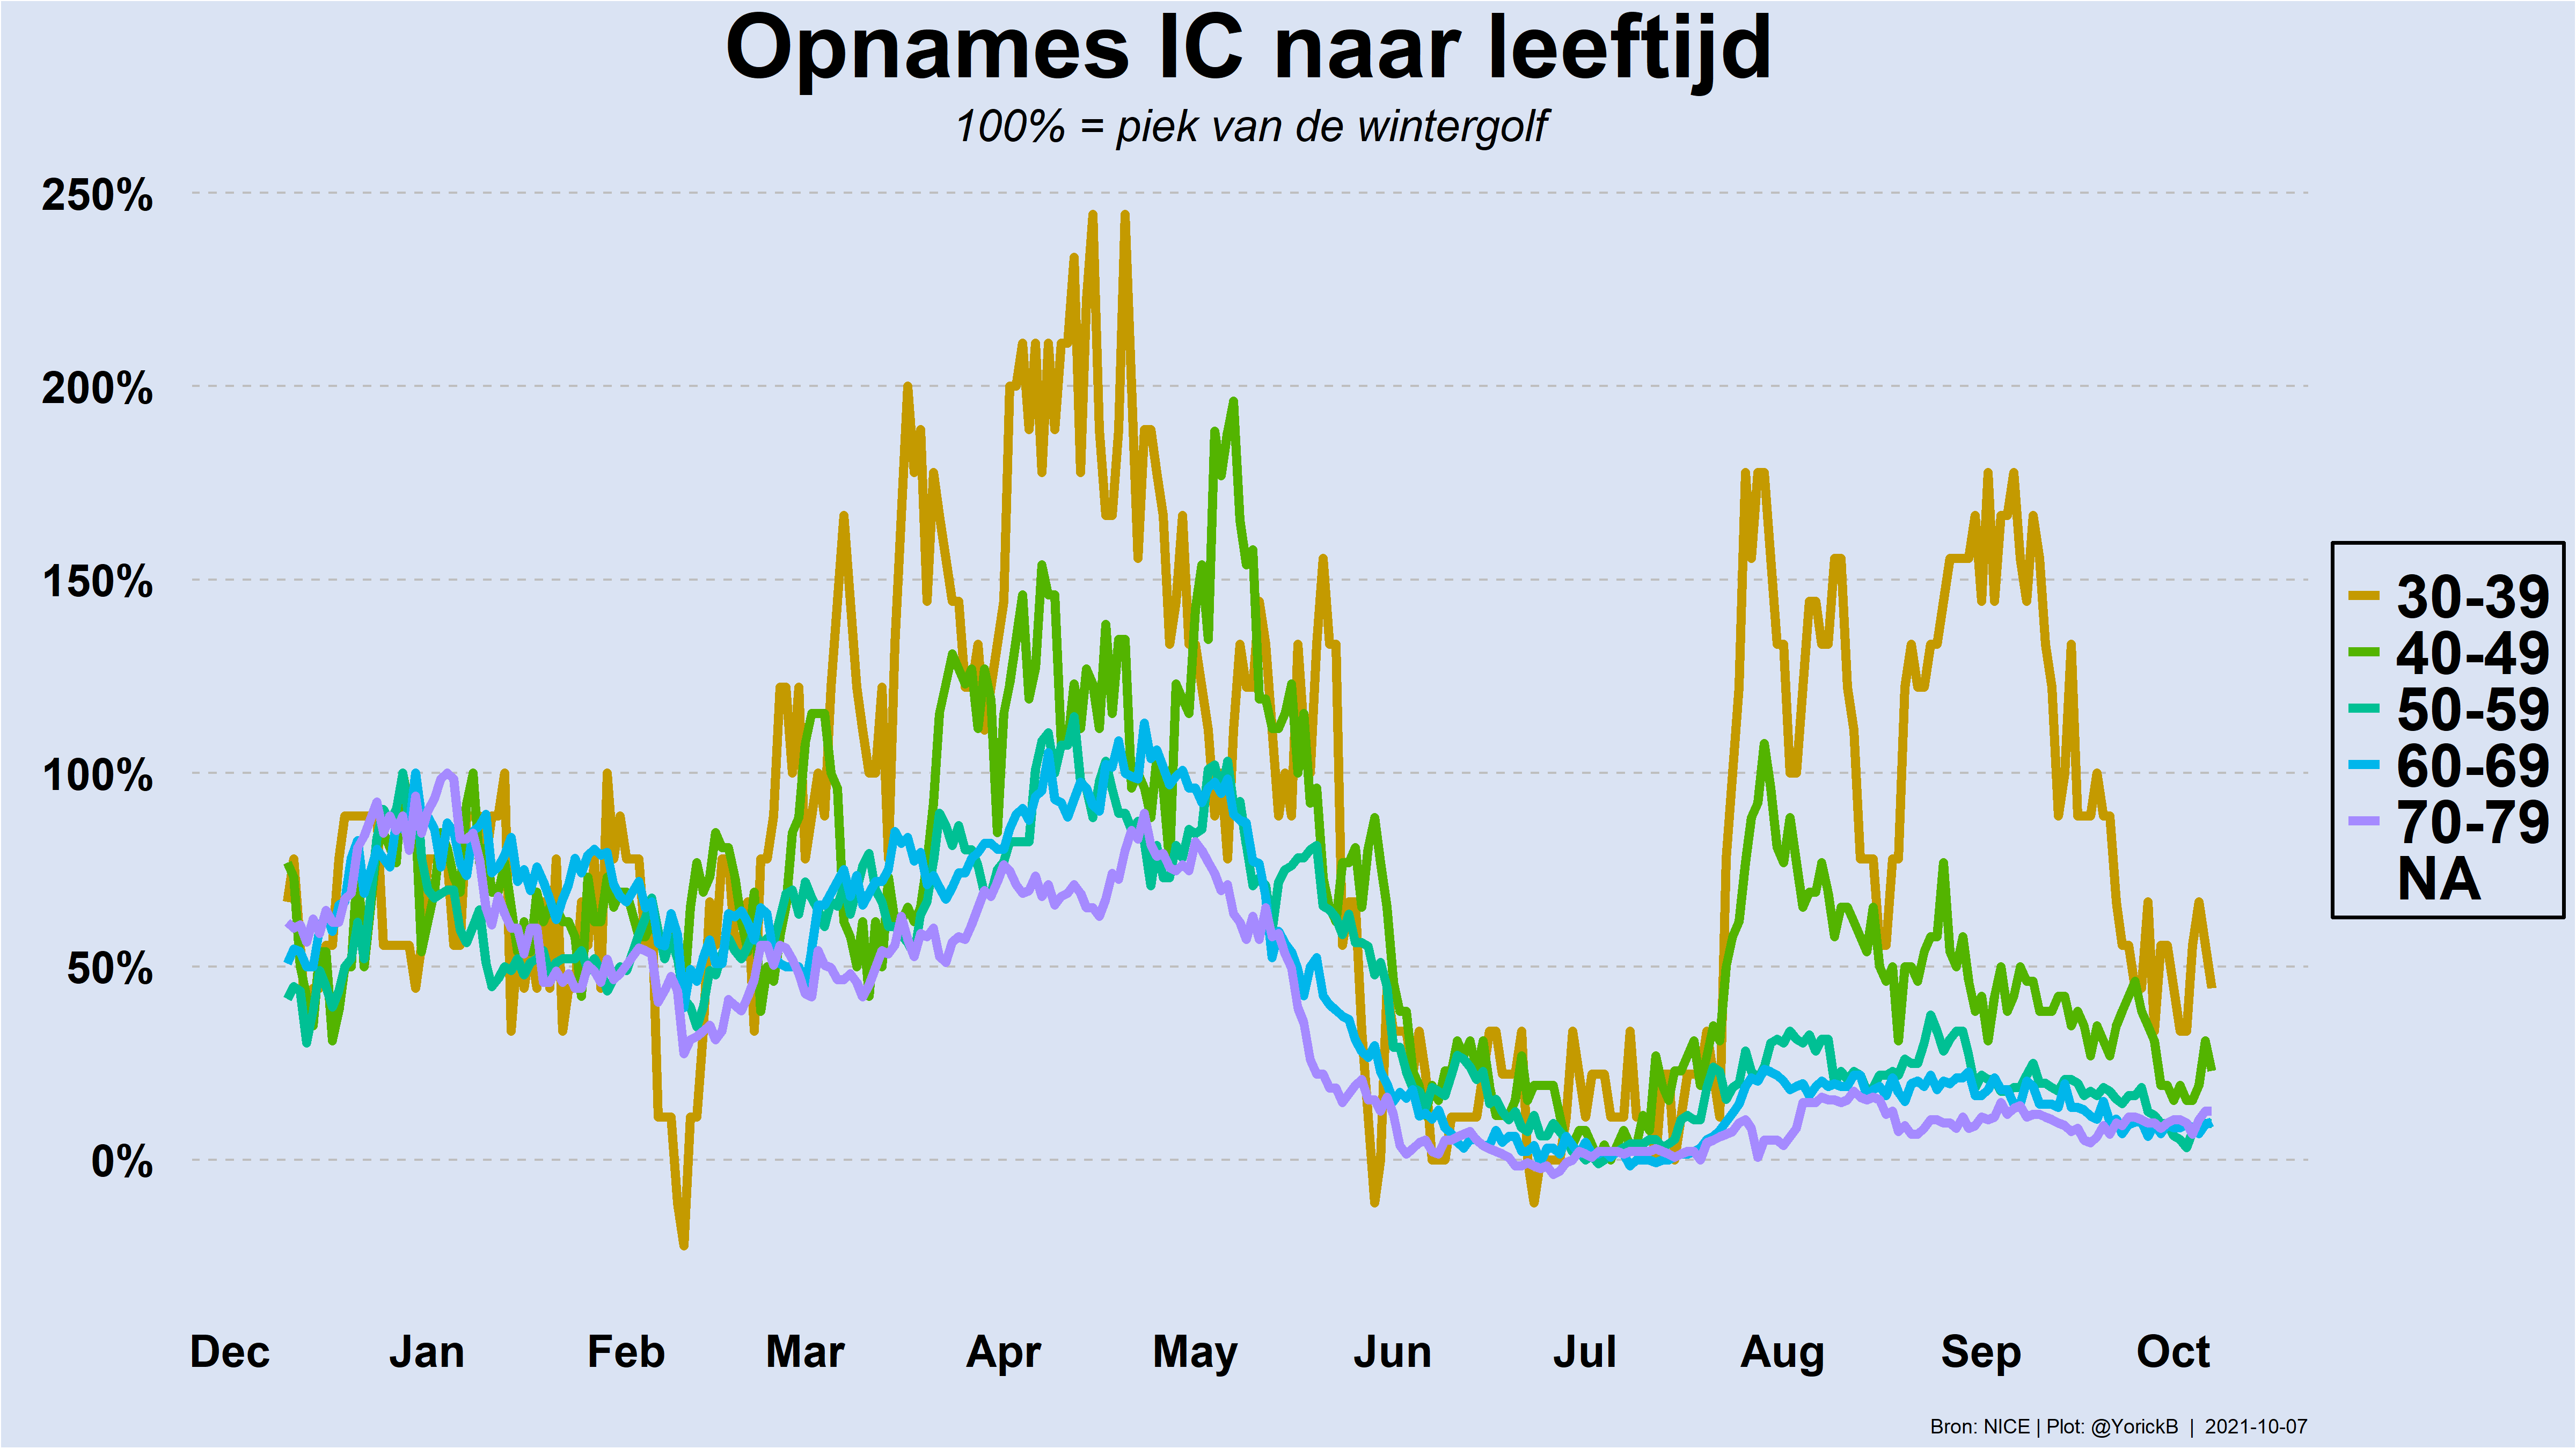 Opnames IC naar leeftijd
100% = piek van de wintergolf
250%
200%
150%
100%
50%
0%
30-39
40-49
50-59
60-69
70-79
NA
Dec Jan Feb Mar Apr May Jun Jul Aug Sep Oct
Bron: NICE | Plot: @YorickB | 2021-10-07